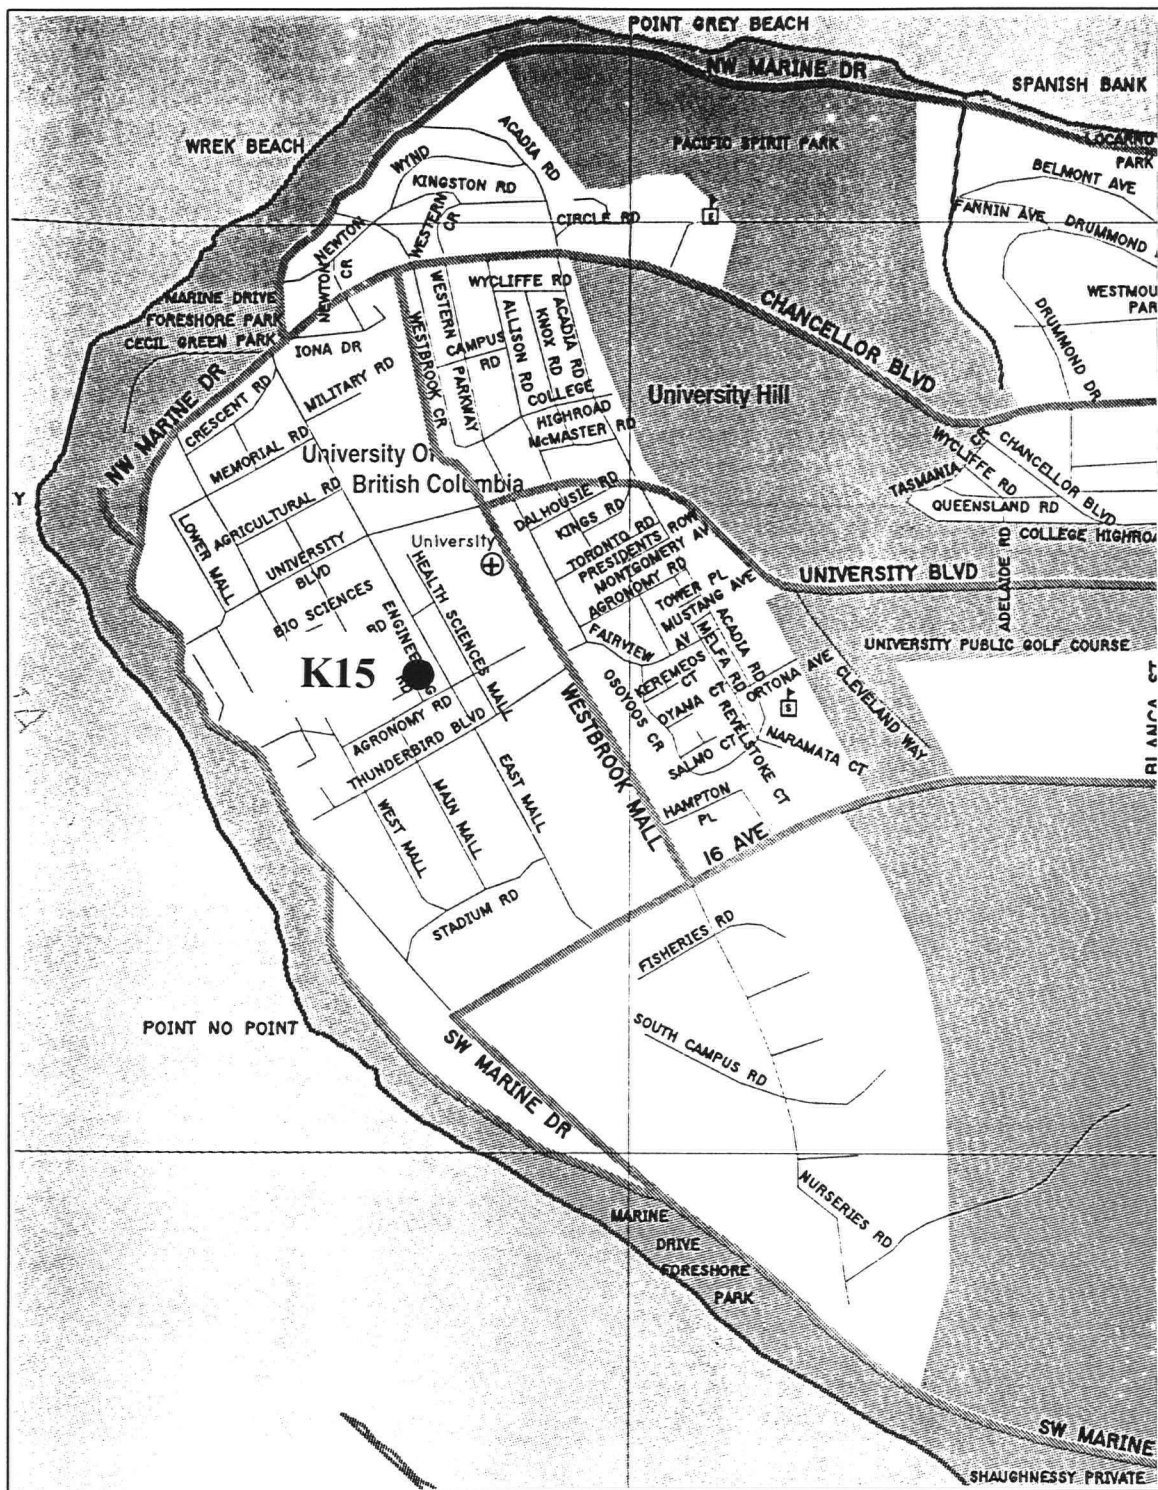 POINT GREY BEACH
NW MARINE DR
SPANISH BANK
WREK BEACH
ACADIA RD
PACIFIC SPIRIT PARK
LOCARNO
PARK
WYND
KINGSTON RD
BELMONT AVE
WESTERN
CR
CIRCLE RD
FANNIN AVE
DRUMMOND
NEWTON
NEWTON
CR
WYCLIFFE RD
MARINE DRIVE
FORESHORE PARK
CECIL GREEN PARK
CHANCELLOR BLVD
DRUMMOND DR
IONA DR
WESTBROOK CR
WESTERN PARKWAY
CAMPUS
RD
ALLISON RD
KNOX RD
ACADIA RD
NW MARINE DR
CRESCENT RD
MILITARY RD
COLLEGE
HIGHROAD
University Hill
MEMORIAL RD
McMASTER RD
University Of
British Columbia
WYCLIFFE RD
CHANCELLOR BLVD
TASMANIA
Y
AGRICULTURAL RD
DALHOUSIE RD
QUEENSLAND RD
LOWER MALL
KINGS RD
COLLEGE HIGHROA
UNIVERSITY
BLVD
University
TORONTO RD
PRESIDENTS ROW
MONTGOMERY AV
AGRONOMY RD
UNIVERSITY BLVD
ADELAIDE RD
BIO SCIENCES
RD
HEALTH SCIENCES MALL
TOWER PL
MUSTANG AVE
FAIRVIEW
AV
MELFA RD
ACADIA RD
UNIVERSITY PUBLIC GOLF COURSE
K15
KEREMEOS
CT
ORTONA AVE
CLEVELAND WAY
OSOYOOS CR
OYAMA CT
REVELSTOKE CT
S
AGRONOMY RD
THUNDERBIRD BLVD
WESTBROOK MALL
SALMO CT
NARAMATA CT
EAST MALL
HAMPTON
PL
WEST MALL
MAIN MALL
16 AVE
STADIUM RD
FISHERIES RD
POINT NO POINT
SOUTH CAMPUS RD
SW MARINE DR
NURSERIES RD
MARINE
DRIVE
FORESHORE
PARK
SW MARINE
SHAUGHNESSY PRIVATE